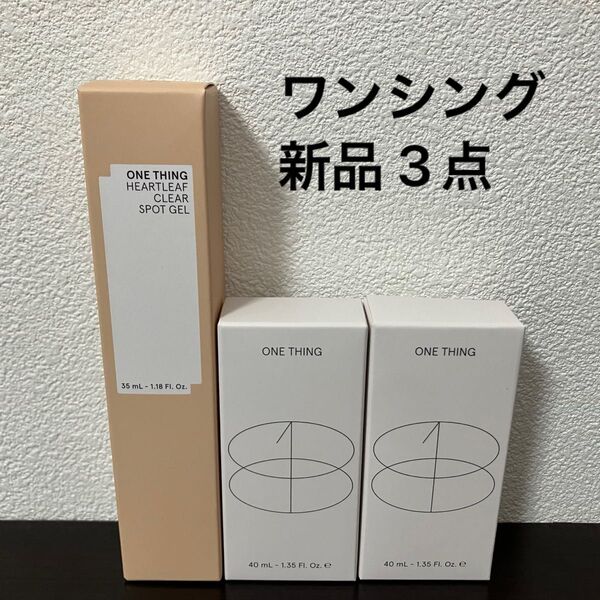 ワンシング
新品3点
ONE THING
HEARTLEAF
CLEAR
SPOT GEL
35 mL - 1.18 Fl. Oz.
ONE THING
40 mL - 1.35 Fl. Oz. ℮
ONE THING
40 mL - 1.35 Fl. Oz. ℮